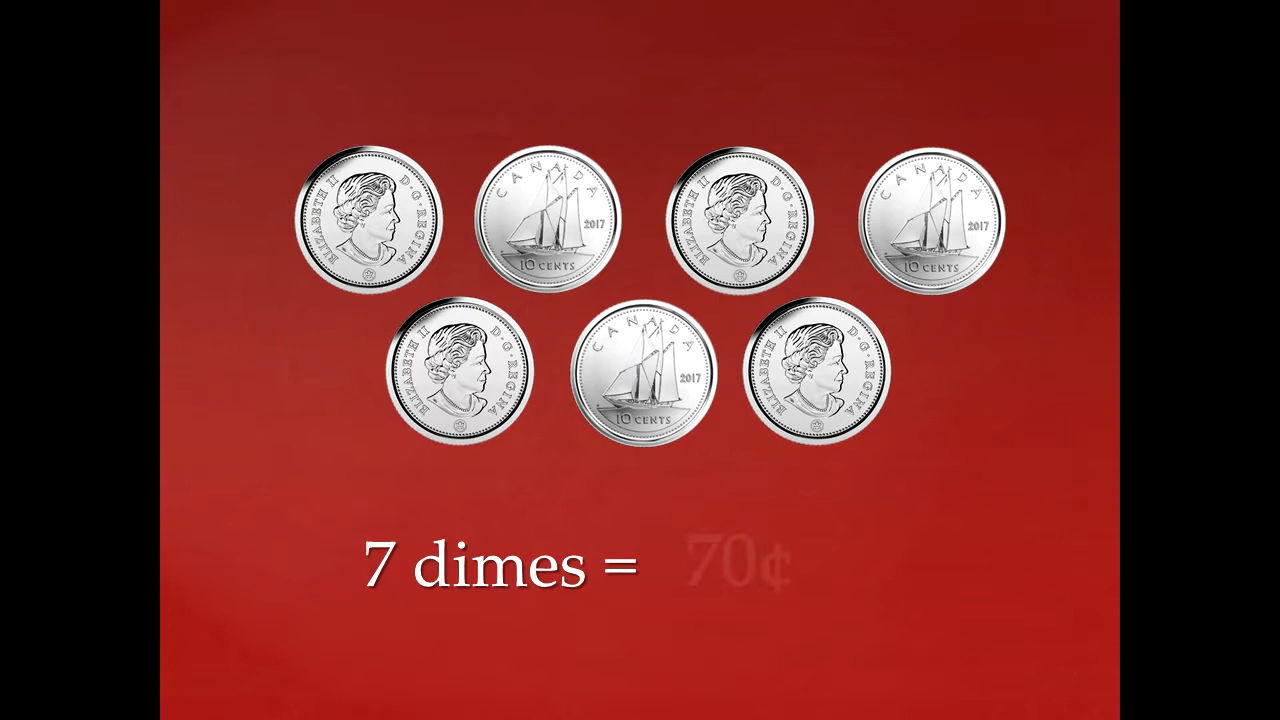 ELIZABETH II D·G·REGINA
CANADA
2017
10 CENTS
ELIZABETH II D·G·REGINA
CANADA
2017
10 CENTS
ELIZABETH II D·G·REGINA
CANADA
2017
10 CENTS
ELIZABETH II D·G·REGINA
7 dimes = 70¢